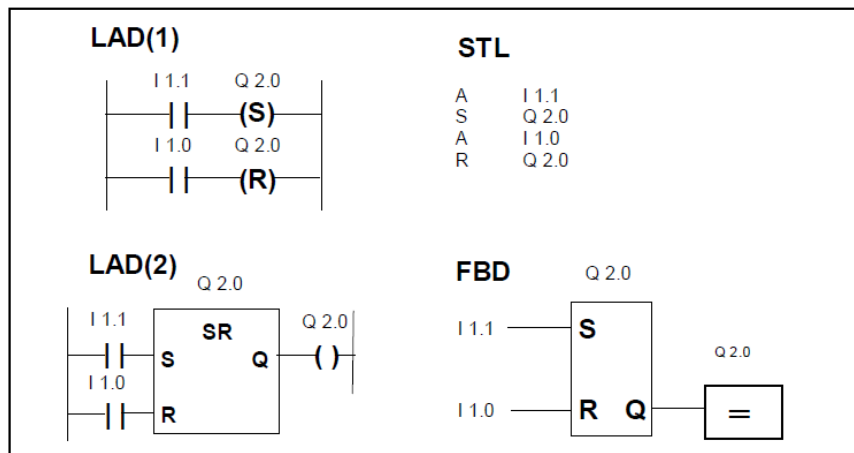 LAD(1)
I 1.1 Q 2.0
(S)
I 1.0 Q 2.0
(R)
STL
A I 1.1
S Q 2.0
A I 1.0
R Q 2.0
LAD(2)
Q 2.0
I 1.1
SR
Q 2.0
S Q ( )
I 1.0
R
FBD
Q 2.0
I 1.1 S
Q 2.0
I 1.0 R Q =